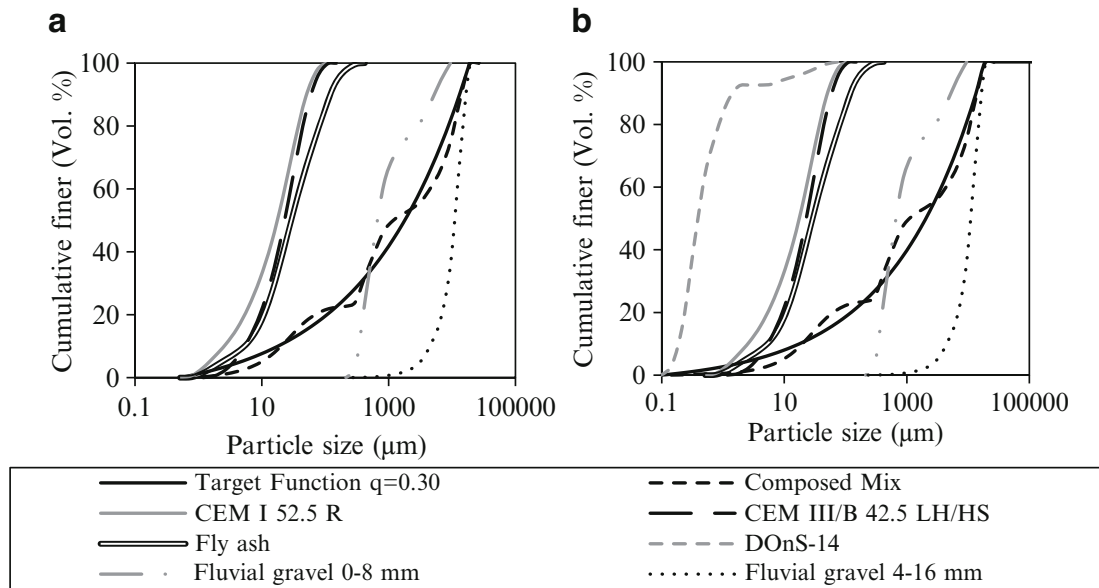 a
b
100
80
60
40
20
0
Cumulative finer (Vol. %)
0.1
10
1000
100000
Particle size (µm)
100
80
60
40
20
0
Cumulative finer (Vol. %)
0.1
10
1000
100000
Particle size (µm)
Target Function q=0.30
Composed Mix
CEM I 52.5 R
CEM III/B 42.5 LH/HS
Fly ash
DOnS-14
Fluvial gravel 0-8 mm
Fluvial gravel 4-16 mm